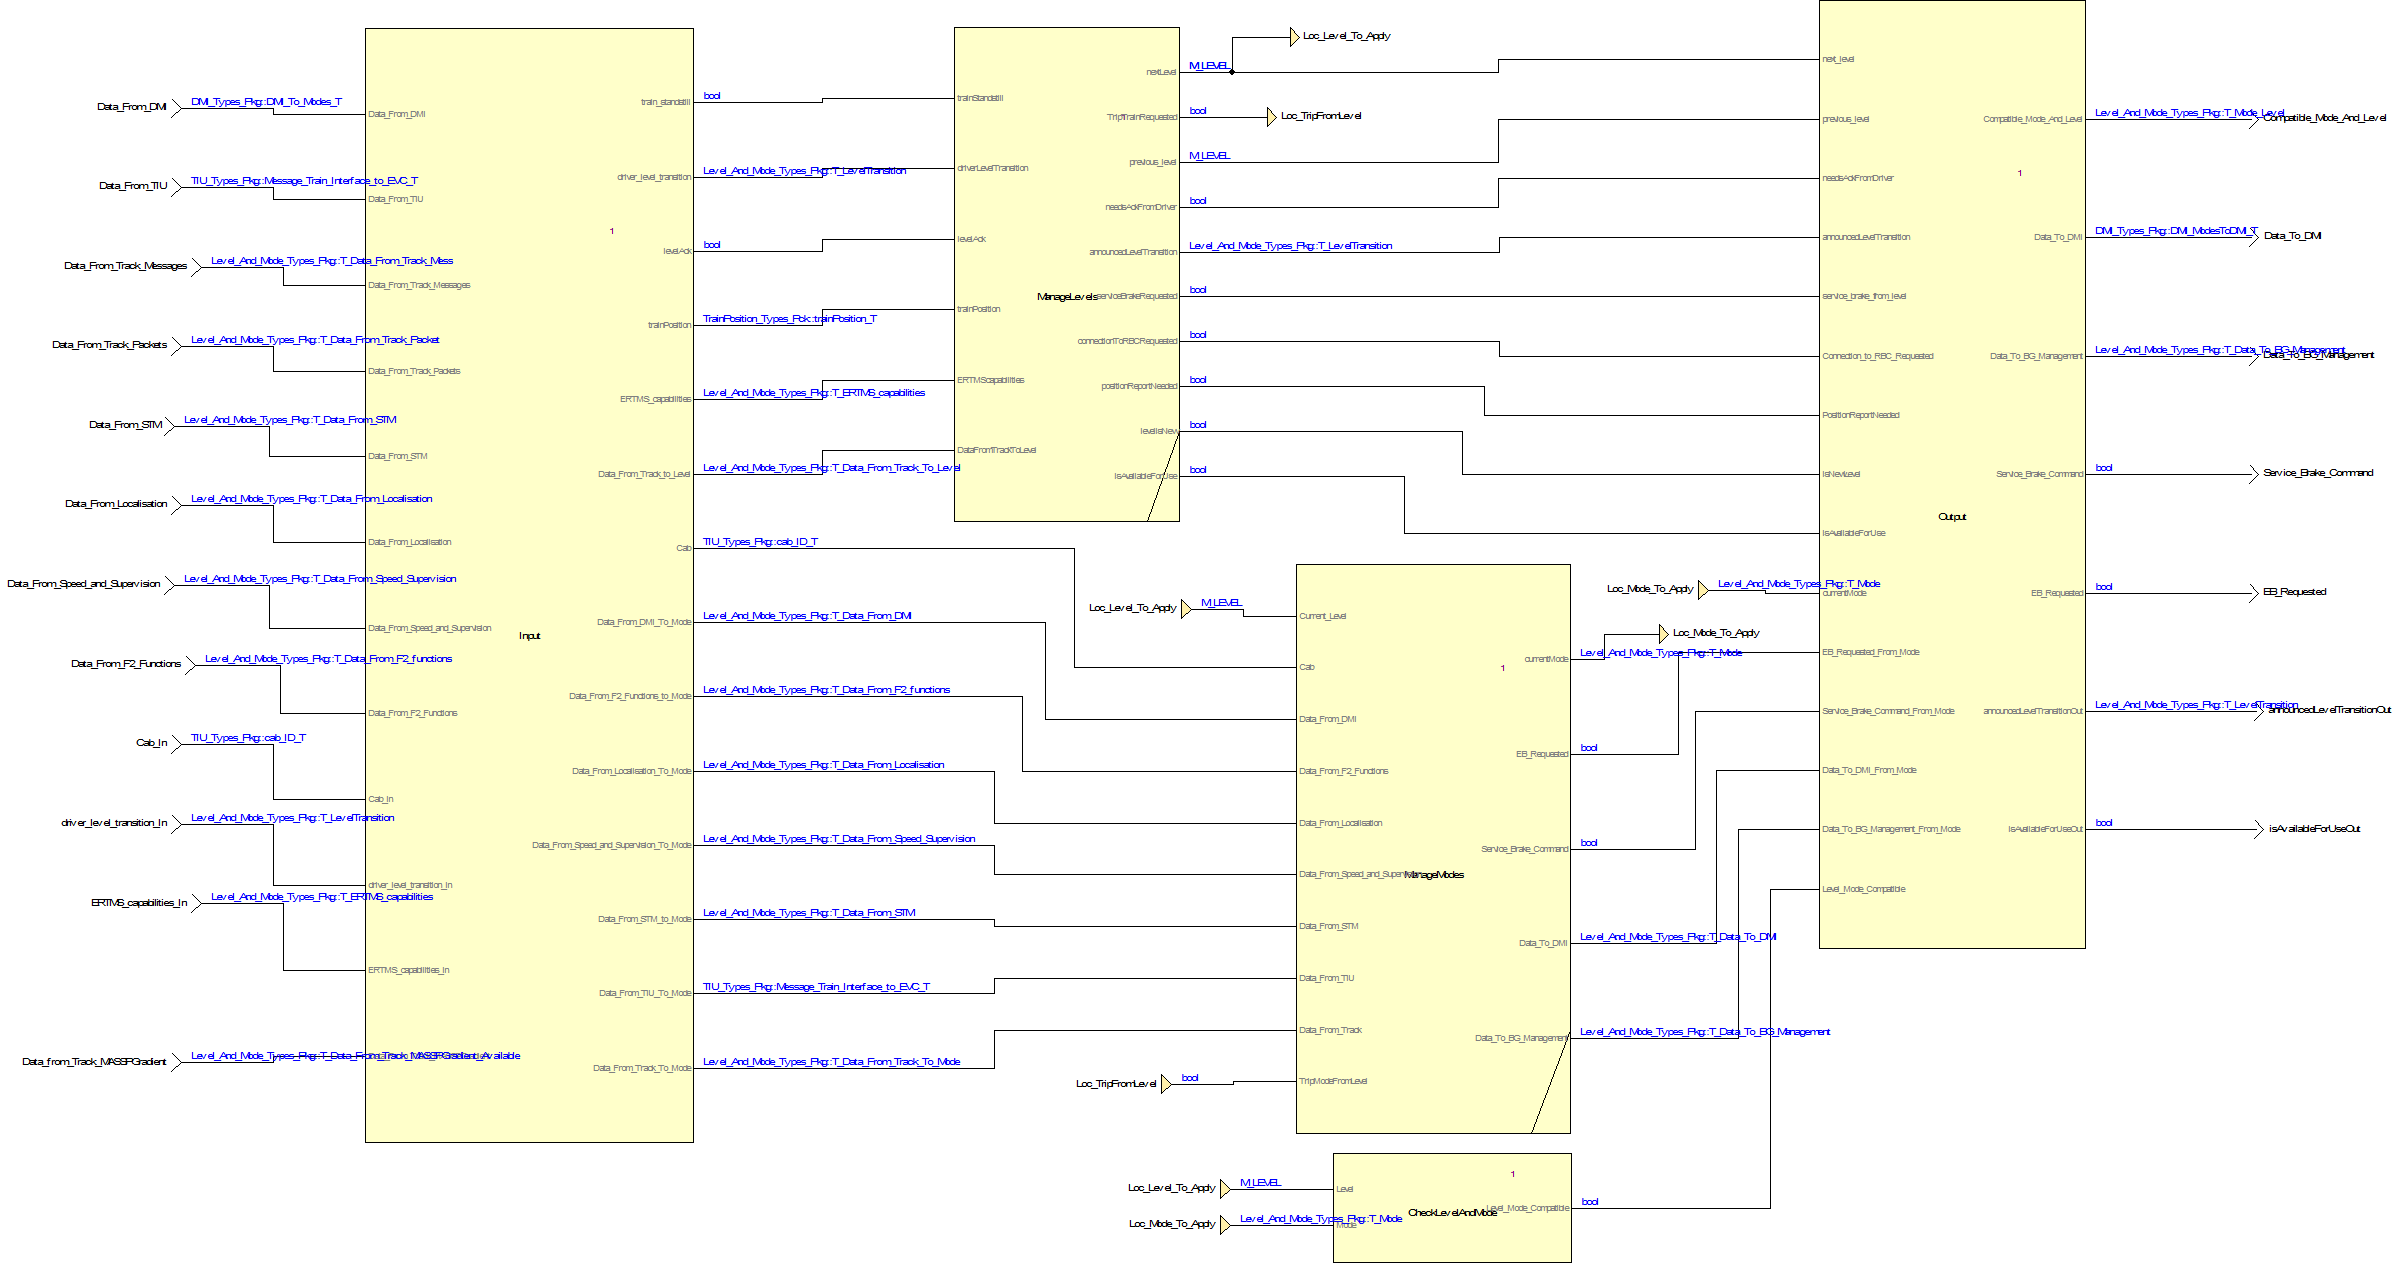 Data_From_DMI
DMI_Types_Pkg::DMI_To_Modes_T
Data_From_DMI
Data_From_TIU
TIU_Types_Pkg::Message_Train_Interface_to_EVC_T
Data_From_TIU
Data_From_Track_Messages
Level_And_Mode_Types_Pkg::T_Data_From_Track_Mess
Data_From_Track_Messages
Data_From_Track_Packets
Level_And_Mode_Types_Pkg::T_Data_From_Track_Packet
Data_From_Track_Packets
Data_From_STM
Level_And_Mode_Types_Pkg::T_Data_From_STM
Data_From_STM
Data_From_Localisation
Level_And_Mode_Types_Pkg::T_Data_From_Localisation
Data_From_Localisation
Data_From_Speed_and_Supervision
Level_And_Mode_Types_Pkg::T_Data_From_Speed_Supervision
Data_From_Speed_and_Supervision
Data_From_F2_Functions
Level_And_Mode_Types_Pkg::T_Data_From_F2_functions
Data_From_F2_Functions
Cab_In
TIU_Types_Pkg::cab_ID_T
Cab_In
driver_level_transition_In
Level_And_Mode_Types_Pkg::T_LevelTransition
driver_level_transition_In
ERTMS_capabilities_In
Level_And_Mode_Types_Pkg::T_ERTMS_capabilities
ERTMS_capabilities_In
Data_from_Track_MASSPGradient
Level_And_Mode_Types_Pkg::T_Data_From_Track_MASSPGradient_Available
1
Input
train_standstill
bool
driver_level_transition
Level_And_Mode_Types_Pkg::T_LevelTransition
levelAck
bool
trainPosition
TrainPosition_Types_Pck::trainPosition_T
ERTMS_capabilities
Level_And_Mode_Types_Pkg::T_ERTMS_capabilities
Data_From_Track_to_Level
Level_And_Mode_Types_Pkg::T_Data_From_Track_To_Level
Cab
TIU_Types_Pkg::cab_ID_T
Data_From_DMI_To_Mode
Level_And_Mode_Types_Pkg::T_Data_From_DMI
Data_From_F2_Functions_to_Mode
Level_And_Mode_Types_Pkg::T_Data_From_F2_functions
Data_From_Localisation_To_Mode
Level_And_Mode_Types_Pkg::T_Data_From_Localisation
Data_From_Speed_and_Supervision_To_Mode
Level_And_Mode_Types_Pkg::T_Data_From_Speed_Supervision
Data_From_STM_to_Mode
Level_And_Mode_Types_Pkg::T_Data_From_STM
Data_From_TIU_To_Mode
TIU_Types_Pkg::Message_Train_Interface_to_EVC_T
Data_From_Track_To_Mode
Level_And_Mode_Types_Pkg::T_Data_From_Track_To_Mode
trainStandstill
driverLevelTransition
levelAck
trainPosition
ERTMScapabilities
DataFromTrackToLevel
ManageLevels
nextLevel
M_LEVEL
Loc_Level_To_Apply
TripTrainRequested
bool
Loc_TripFromLevel
previous_level
M_LEVEL
needsAckFromDriver
bool
announcedLevelTransition
Level_And_Mode_Types_Pkg::T_LevelTransition
serviceBrakeRequested
bool
connectionToRBCRequested
bool
positionReportNeeded
bool
levelIsNew
bool
isAvailableForUse
bool
Loc_Level_To_Apply
M_LEVEL
Current_Level
Cab
Data_From_DMI
Data_From_F2_Functions
Data_From_Localisation
Data_From_Speed_and_Supervision
Data_From_STM
Data_From_TIU
Data_From_Track
Loc_TripFromLevel
bool
TripModeFromLevel
1
ManageModes
currentMode
Level_And_Mode_Types_Pkg::T_Mode
Loc_Mode_To_Apply
EB_Requested
bool
Service_Brake_Command
bool
Data_To_DMI
Level_And_Mode_Types_Pkg::T_Data_To_DMI
Data_To_BG_Management
Level_And_Mode_Types_Pkg::T_Data_To_BG_Management
Loc_Level_To_Apply
M_LEVEL
Level
Loc_Mode_To_Apply
Level_And_Mode_Types_Pkg::T_Mode
Mode
1
CheckLevelAndMode
Level_Mode_Compatible
bool
next_level
previous_level
needsAckFromDriver
announcedLevelTransition
service_brake_from_level
Connection_to_RBC_Requested
PositionReportNeeded
isNewLevel
isAvailableForUse
Loc_Mode_To_Apply
Level_And_Mode_Types_Pkg::T_Mode
currentMode
EB_Requested_From_Mode
Service_Brake_Command_From_Mode
Data_To_DMI_From_Mode
Data_To_BG_Management_From_Mode
Level_Mode_Compatible
1
Output
Compatible_Mode_And_Level
Level_And_Mode_Types_Pkg::T_Mode_Level
Compatible_Mode_And_Level
Data_To_DMI
DMI_Types_Pkg::DMI_ModesToDMI_T
Data_To_DMI
Data_To_BG_Management
Level_And_Mode_Types_Pkg::T_Data_To_BG_Management
Data_To_BG_Management
Service_Brake_Command
bool
Service_Brake_Command
EB_Requested
bool
EB_Requested
announcedLevelTransitionOut
Level_And_Mode_Types_Pkg::T_LevelTransition
announcedLevelTransitionOut
isAvailableForUseOut
bool
isAvailableForUseOut